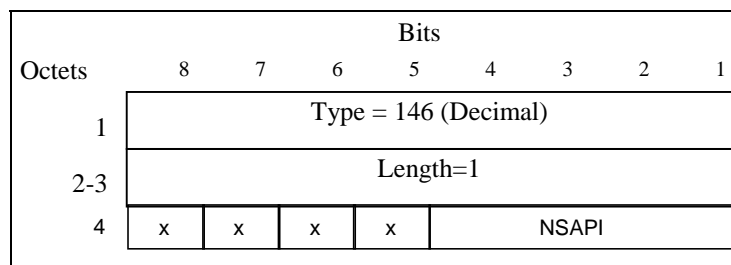 Bits
Octets 8 7 6 5 4 3 2 1
1 Type = 146 (Decimal)
2-3 Length=1
4 x x x x NSAPI